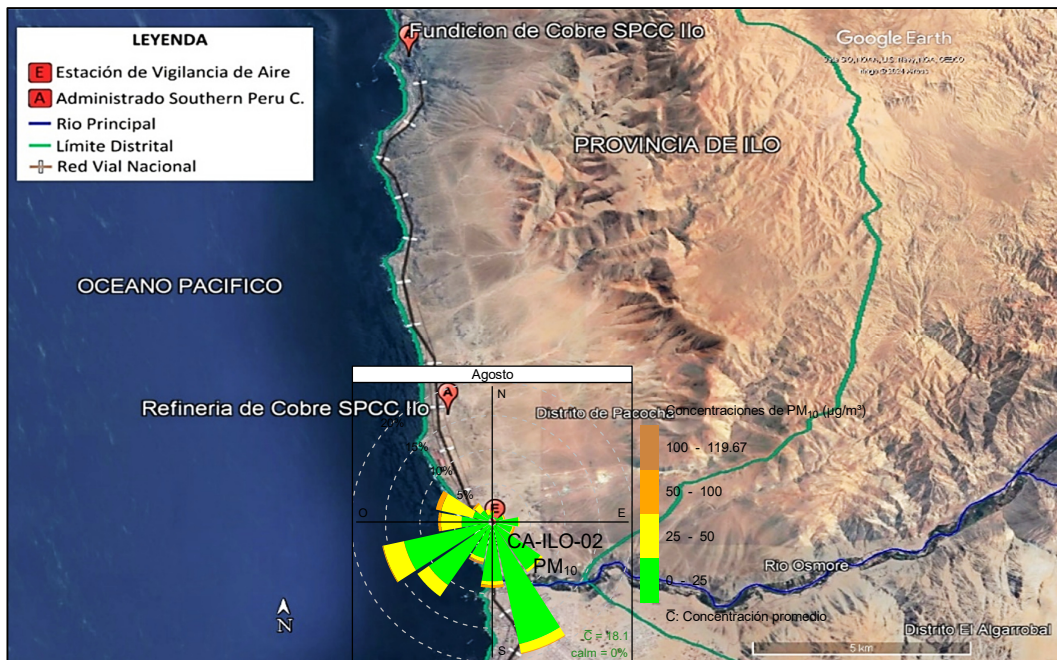 LEYENDA
E Estación de Vigilancia de Aire
A Administrado Southern Peru C.
Rio Principal
Límite Distrital
Red Vial Nacional
Fundicion de Cobre SPCC Ilo
Google Earth
PROVINCIA DE ILO
OCEANO PACIFICO
Agosto
N
A
Refineria de Cobre SPCC Ilo
Distrito de Pacocha
Concentraciones de PM₁₀ (µg/m³)
15%
10%
5%
100 - 119.67
50 - 100
25 - 50
0 - 25
O
E
E
CA-ILO-02
PM₁₀
Rio Osmore
C̅: Concentración promedio
C̅ = 18.1
calm = 0%
S
N
Distrito El Algarrobal
5 km